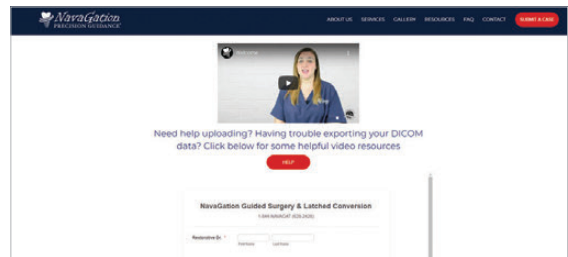 NavaGation
PRECISION GUIDANCE
ABOUT US SERVICES GALLERY RESOURCES FAQ CONTACT SUBMIT A CASE
Welcome
Need help uploading? Having trouble exporting your DICOM
data? Click below for some helpful video resources
HELP
NavaGation Guided Surgery & Latched Conversion
Restorative Dr. *
First Name Last Name